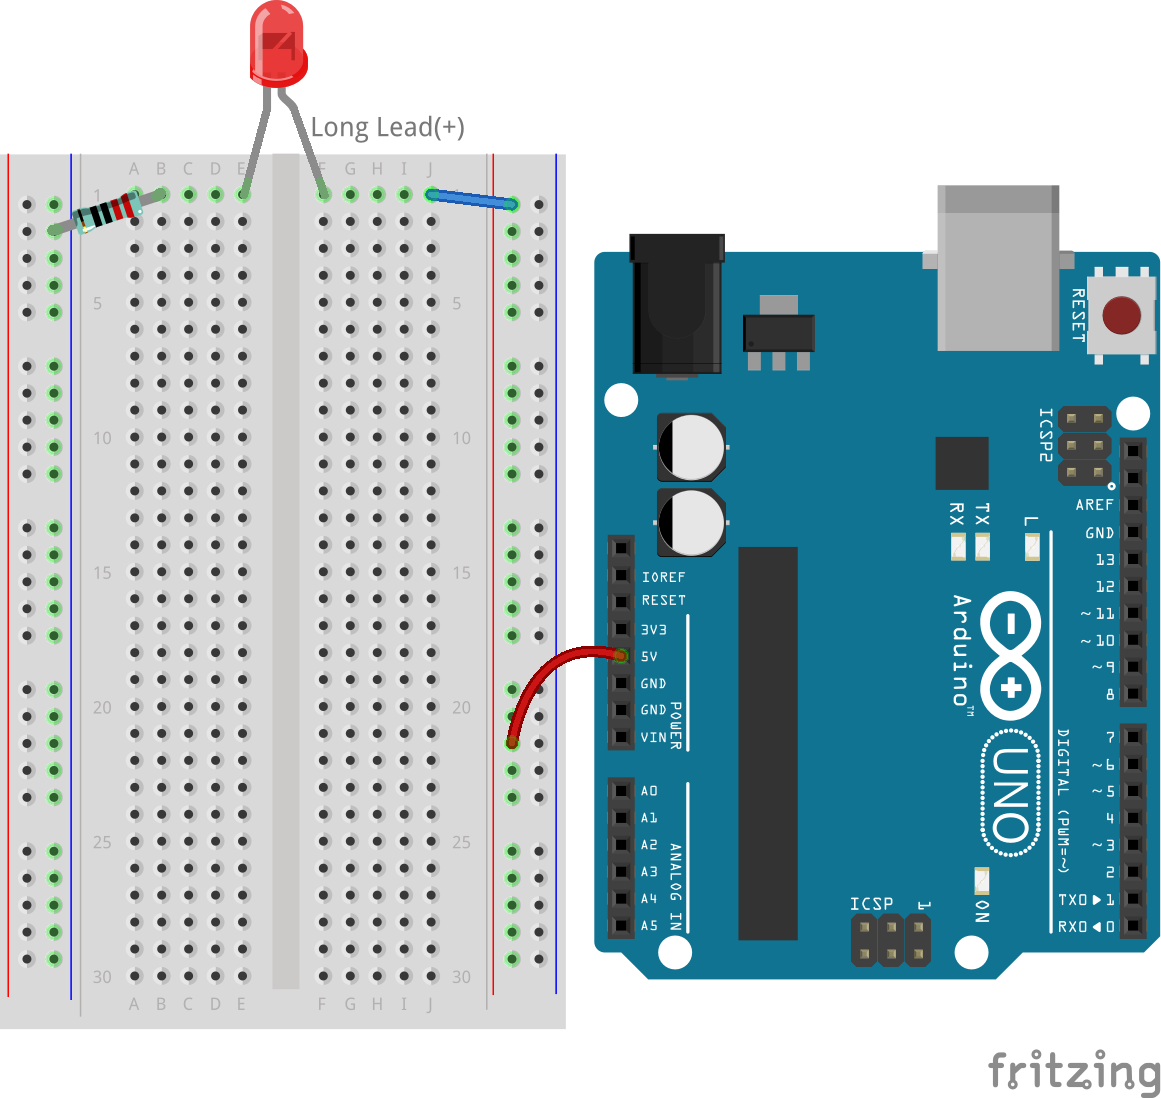 Long Lead(+)
A B C D E F G H I J
1
5 5
10 10
15 15
20 20
25 25
30 30
A B C D E F G H I J
RESET
ICSP2
AREF
GND
13
12
~11
~10
~9
8
RX TX L
IOREF
RESET
3V3
5V
GND
GND
VIN
POWER
Arduino™
UNO
7
~6
~5
4
~3
2
TX0▶1
RX0◀0
DIGITAL (PWM=~)
A0
A1
A2
A3
A4
A5
ANALOG IN
ICSP 1
ON
fritzing